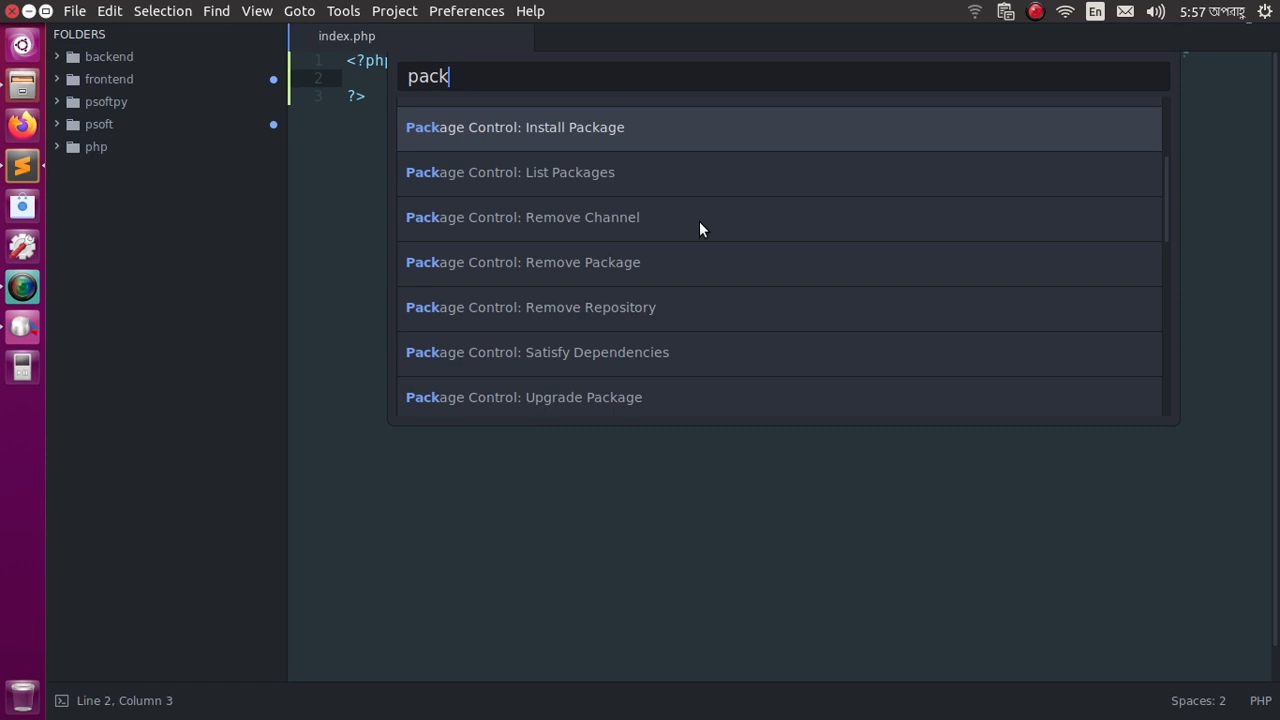 File Edit Selection Find View Goto Tools Project Preferences Help
En
5:57 অপরাহ্ণ
FOLDERS
backend
frontend
psoftpy
psoft
php
index.php
1 <?php
2
3 ?>
pack
Package Control: Install Package
Package Control: List Packages
Package Control: Remove Channel
Package Control: Remove Package
Package Control: Remove Repository
Package Control: Satisfy Dependencies
Package Control: Upgrade Package
Line 2, Column 3
Spaces: 2
PHP